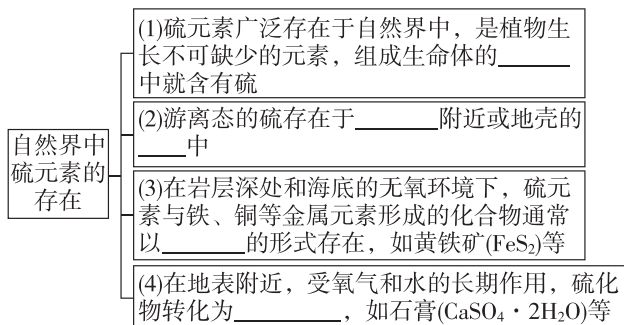 自然界中
硫元素的
存在
(1)硫元素广泛存在于自然界中，是植物生
长不可缺少的元素，组成生命体的______
中就含有硫
(2)游离态的硫存在于_______附近或地壳的
____中
(3)在岩层深处和海底的无氧环境下，硫元
素与铁、铜等金属元素形成的化合物通常
以_______的形式存在，如黄铁矿(FeS₂)等
(4)在地表附近，受氧气和水的长期作用，硫化
物转化为_________，如石膏(CaSO₄·2H₂O)等